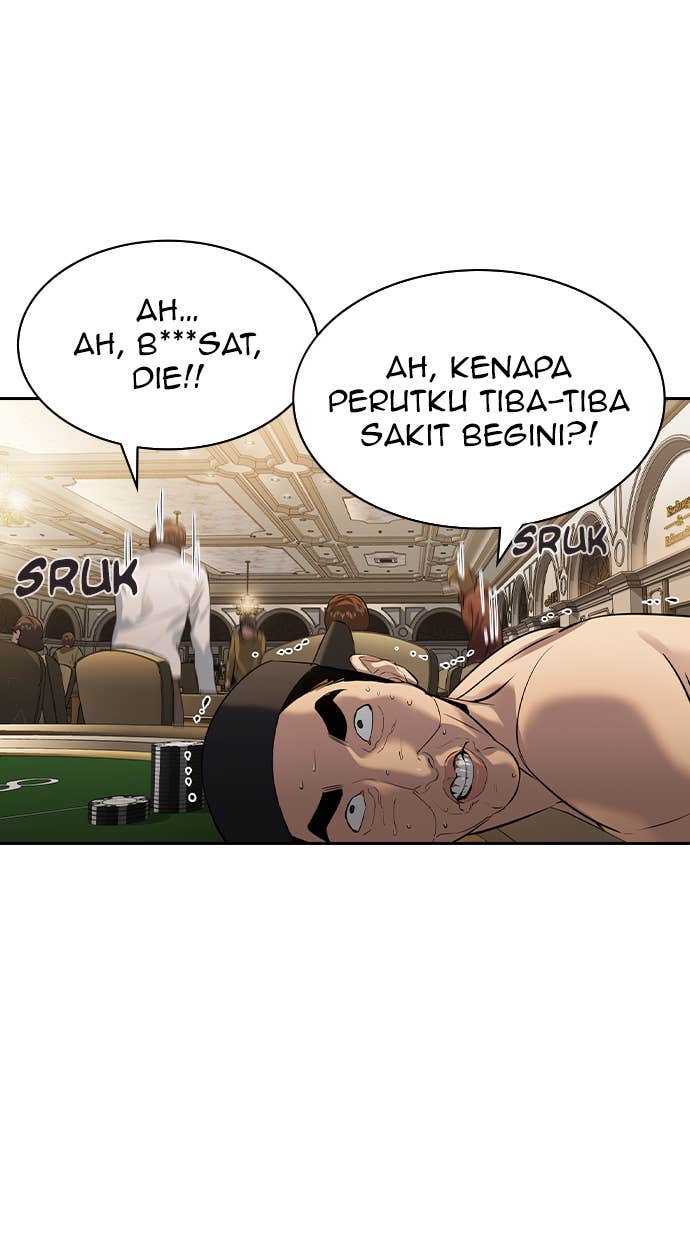 AH...
AH, B***SAT,
DIE!!
AH, KENAPA
PERUTKU TIBA-TIBA
SAKIT BEGINI?!
SRUK
SRUK